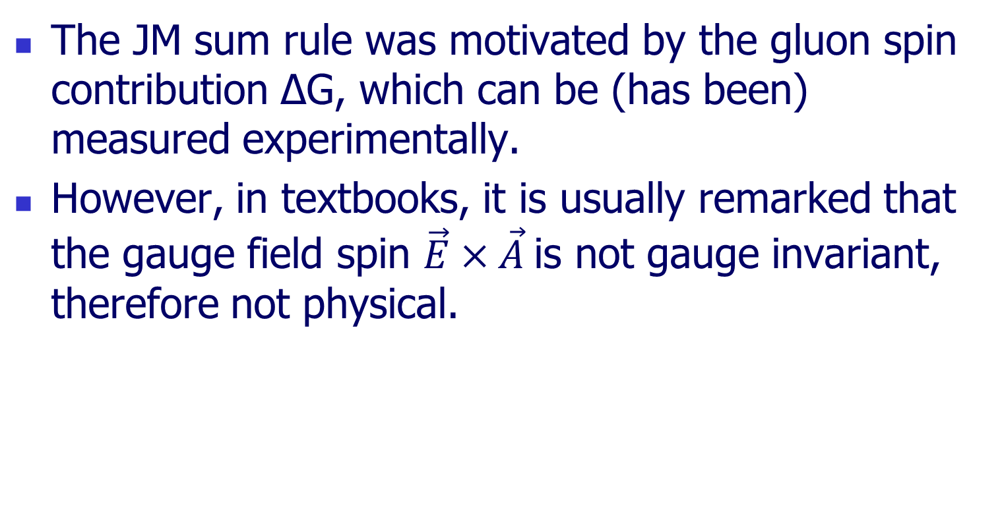 ▪ The JM sum rule was motivated by the gluon spin
contribution ΔG, which can be (has been)
measured experimentally.
▪ However, in textbooks, it is usually remarked that
the gauge field spin $\vec{E} \times \vec{A}$ is not gauge invariant,
therefore not physical.